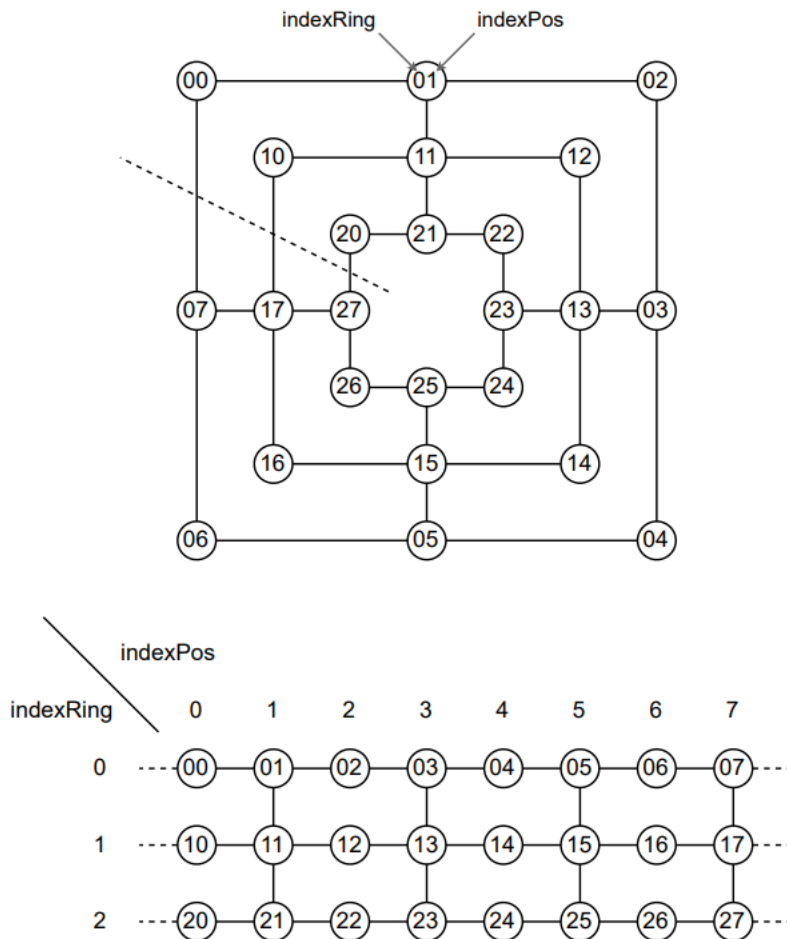 indexRing indexPos
00 01 02
10 11 12
20 21 22
07 17 27 23 13 03
26 25 24
16 15 14
06 05 04
indexPos
indexRing 0 1 2 3 4 5 6 7
0 00 01 02 03 04 05 06 07
1 10 11 12 13 14 15 16 17
2 20 21 22 23 24 25 26 27